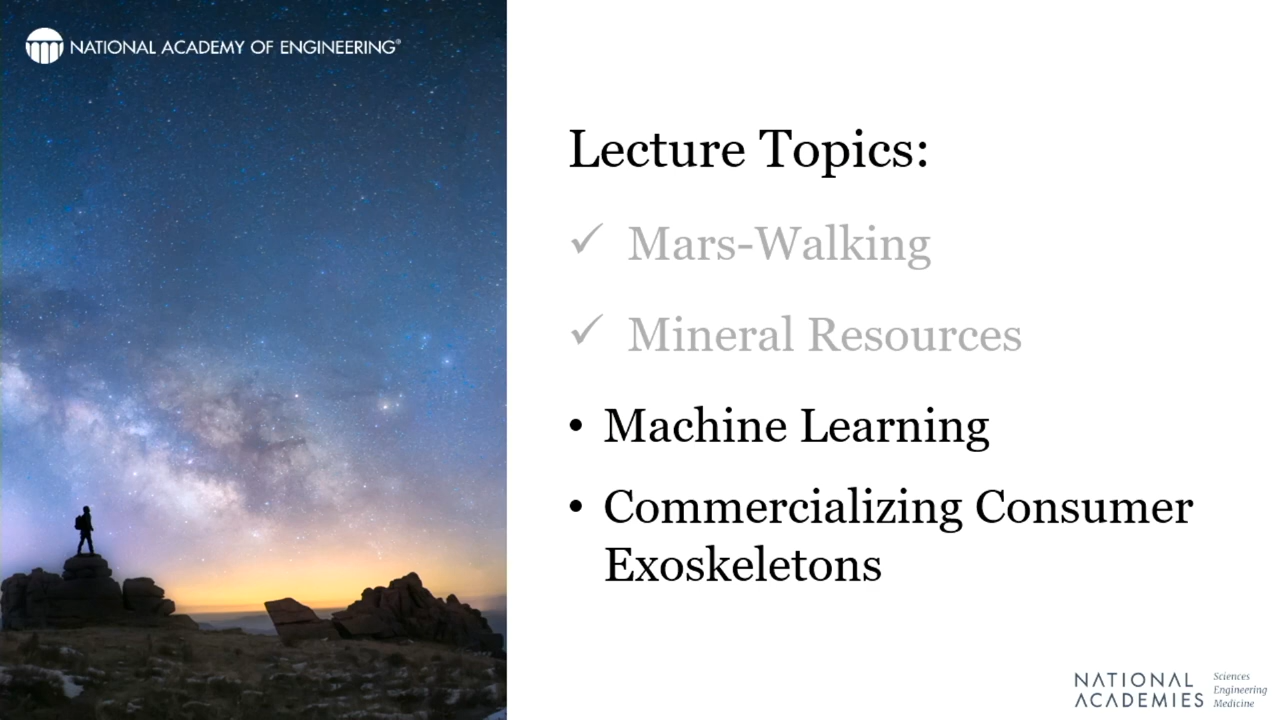 NATIONAL ACADEMY OF ENGINEERING®
Lecture Topics:
✓ Mars-Walking
✓ Mineral Resources
• Machine Learning
• Commercializing Consumer
Exoskeletons
NATIONAL
ACADEMIES
Sciences
Engineering
Medicine